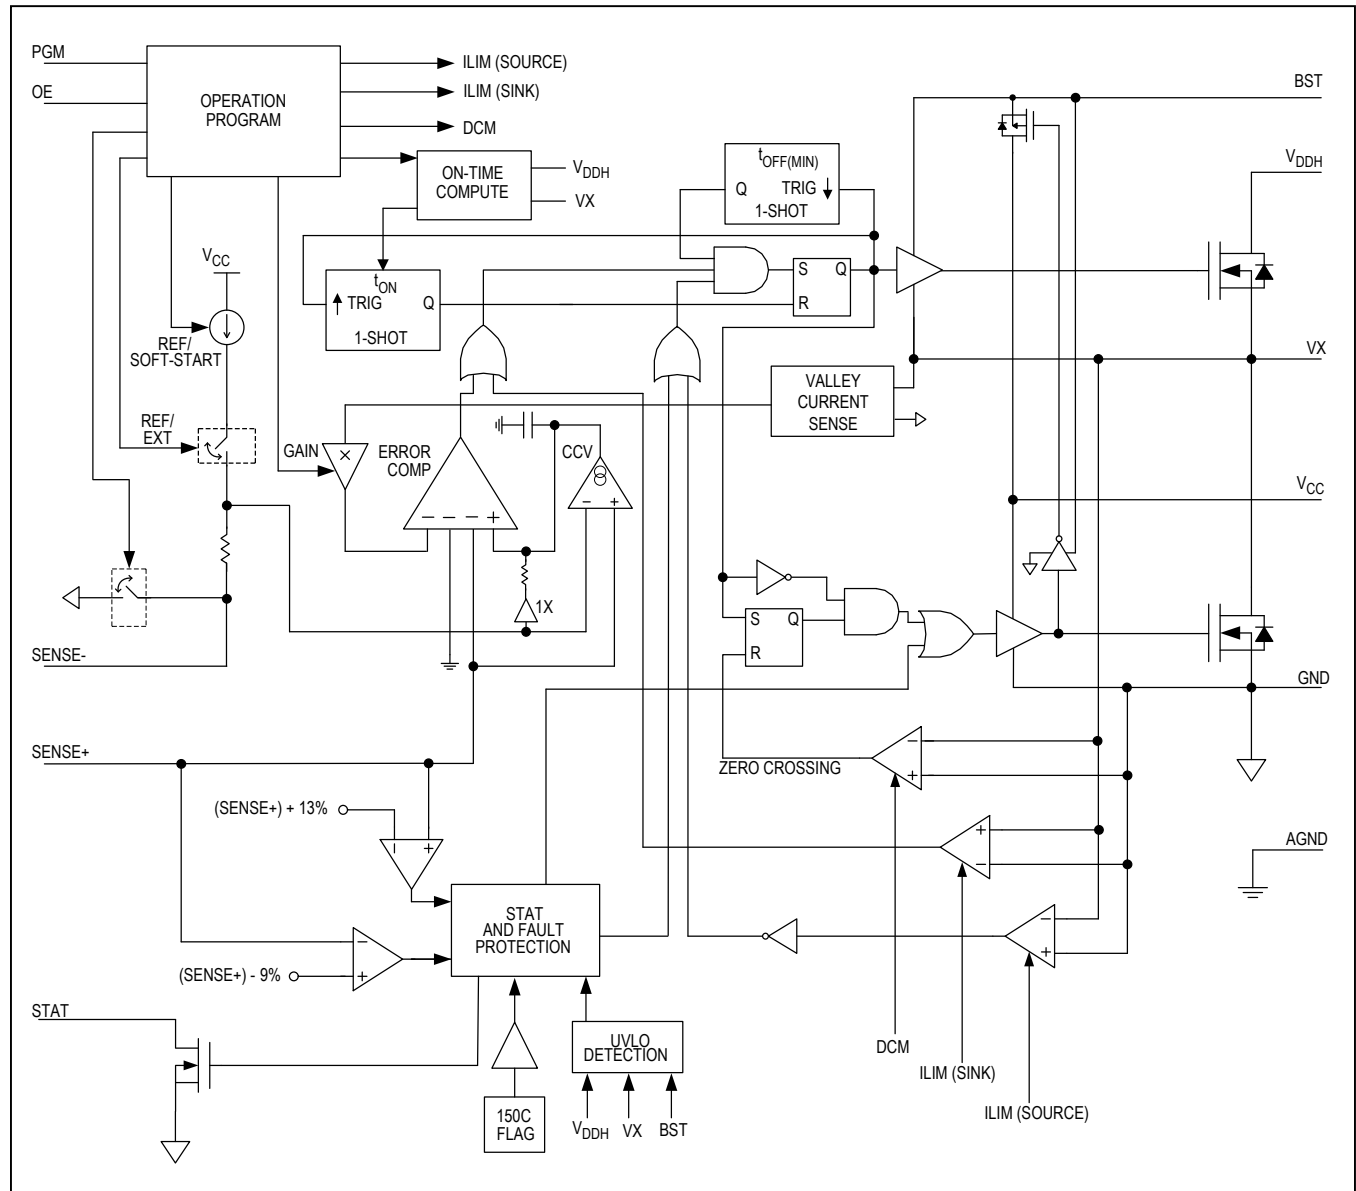 PGM
OE
OPERATION
PROGRAM
ILIM (SOURCE)
ILIM (SINK)
DCM
ON-TIME
COMPUTE
VDDH
VX
tOFF(MIN)
Q
TRIG
1-SHOT
BST
VDDH
VCC
tON
TRIG
Q
1-SHOT
S
Q
R
REF/
SOFT-START
VX
VALLEY
CURRENT
SENSE
REF/
EXT
GAIN
×
ERROR
COMP
CCV
− +
− − − +
VCC
1X
S
Q
R
SENSE-
GND
SENSE+
ZERO CROSSING
−
+
(SENSE+) + 13%
− +
+
−
AGND
STAT
AND FAULT
PROTECTION
−
+
(SENSE+) - 9%
−
+
STAT
UVLO
DETECTION
DCM
ILIM (SINK)
ILIM (SOURCE)
150C
FLAG
VDDH
VX
BST